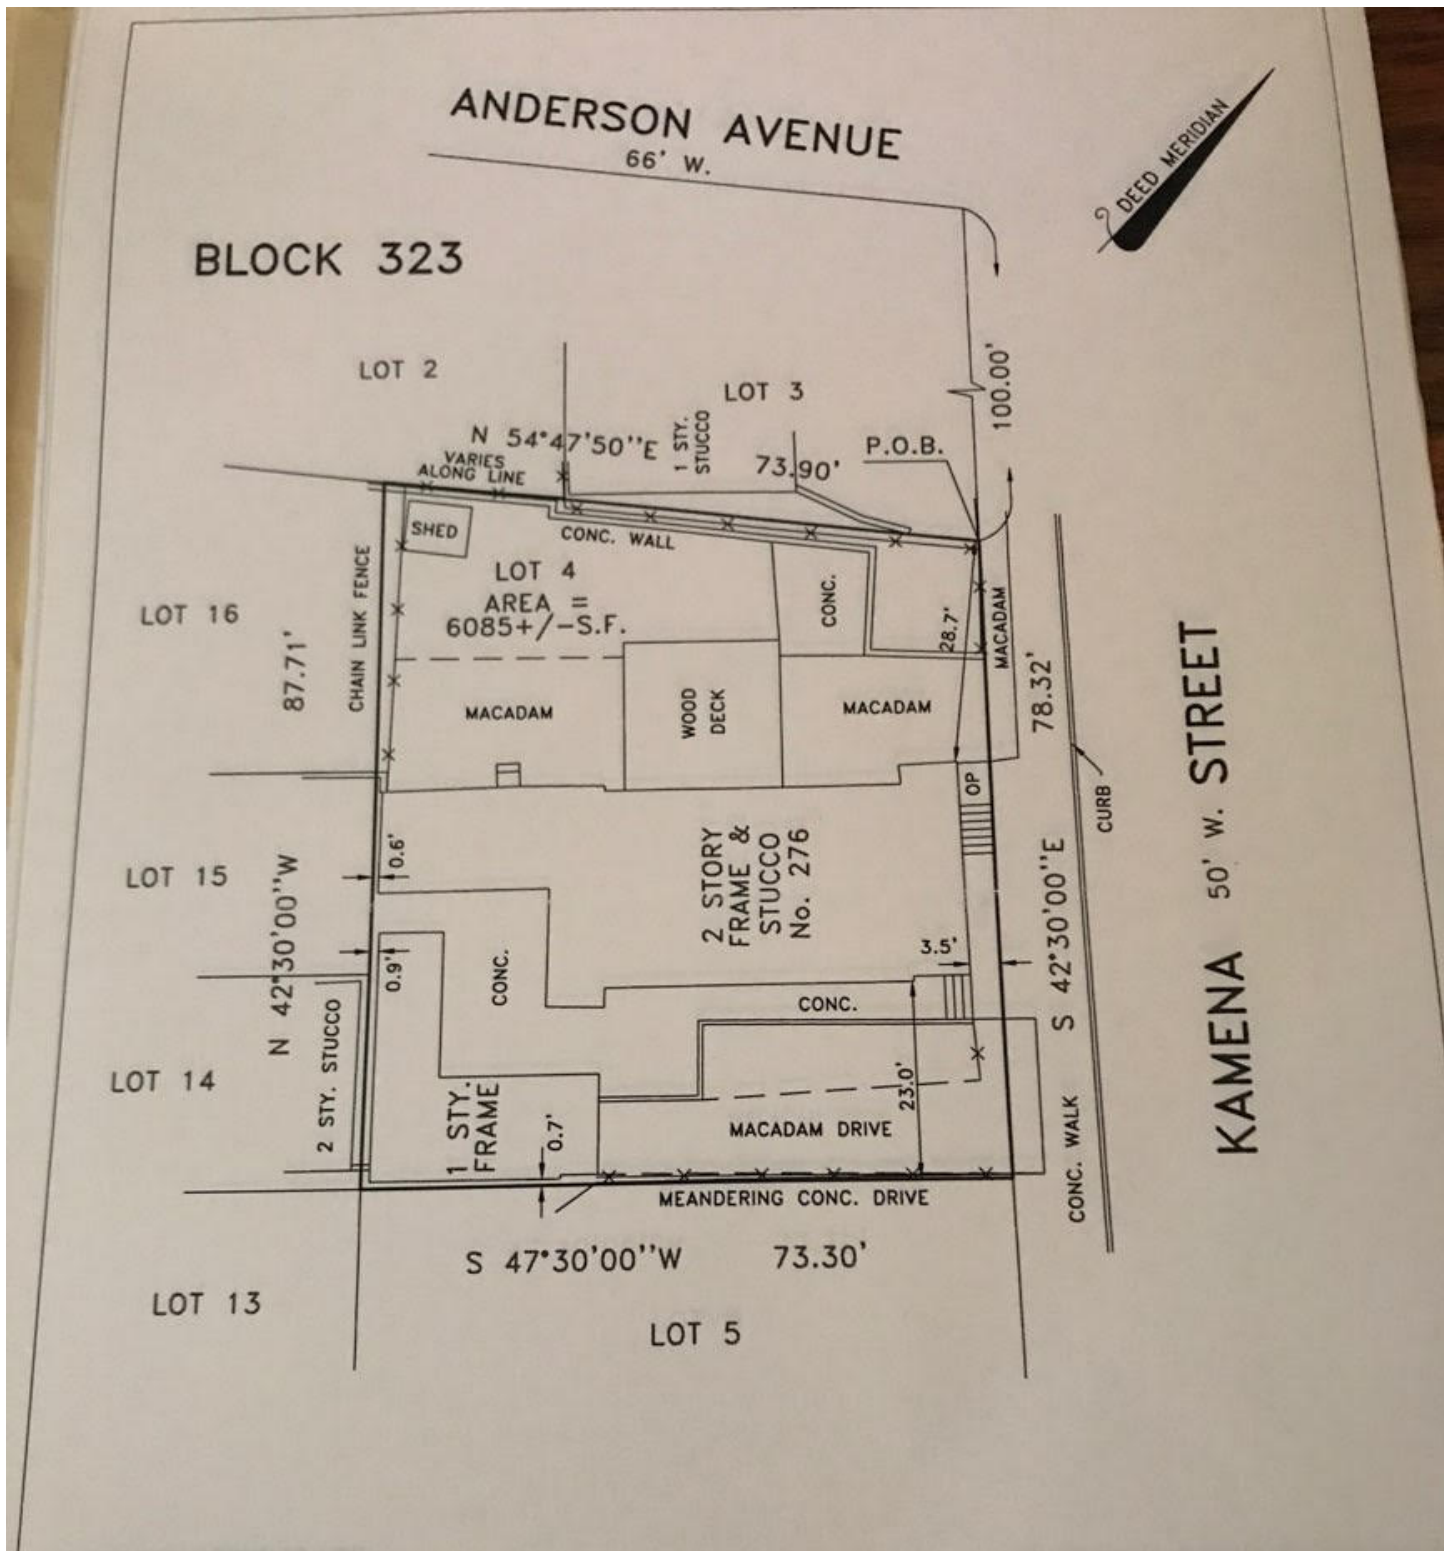 ANDERSON AVENUE
66' W.
DEED MERIDIAN
BLOCK 323
LOT 2
LOT 3
100.00'
N 54°47'50"E
73.90'
1 STY.
STUCCO
P.O.B.
VARIES
ALONG LINE
SHED
CONC. WALL
LOT 4
AREA =
6085+/-S.F.
CONC.
28.7'
MACADAM
LOT 16
87.71'
CHAIN LINK FENCE
MACADAM
WOOD
DECK
MACADAM
78.32'
OP
CURB
KAMENA 50' W. STREET
LOT 15
0.6'
2 STORY
FRAME &
STUCCO
No. 276
N 42°30'00"W
0.9'
CONC.
3.5'
S 42°30'00"E
CONC.
LOT 14
2 STY. STUCCO
1 STY.
FRAME
0.7'
23.0'
MACADAM DRIVE
CONC. WALK
MEANDERING CONC. DRIVE
S 47°30'00"W 73.30'
LOT 13
LOT 5